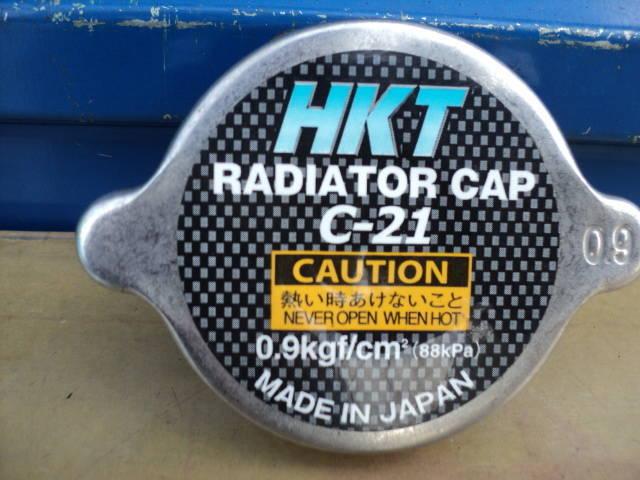 HKT
RADIATOR CAP
C-21
0.9
CAUTION
熱い時あけないこと
NEVER OPEN WHEN HOT
0.9kgf/cm² (88kPa)
MADE IN JAPAN